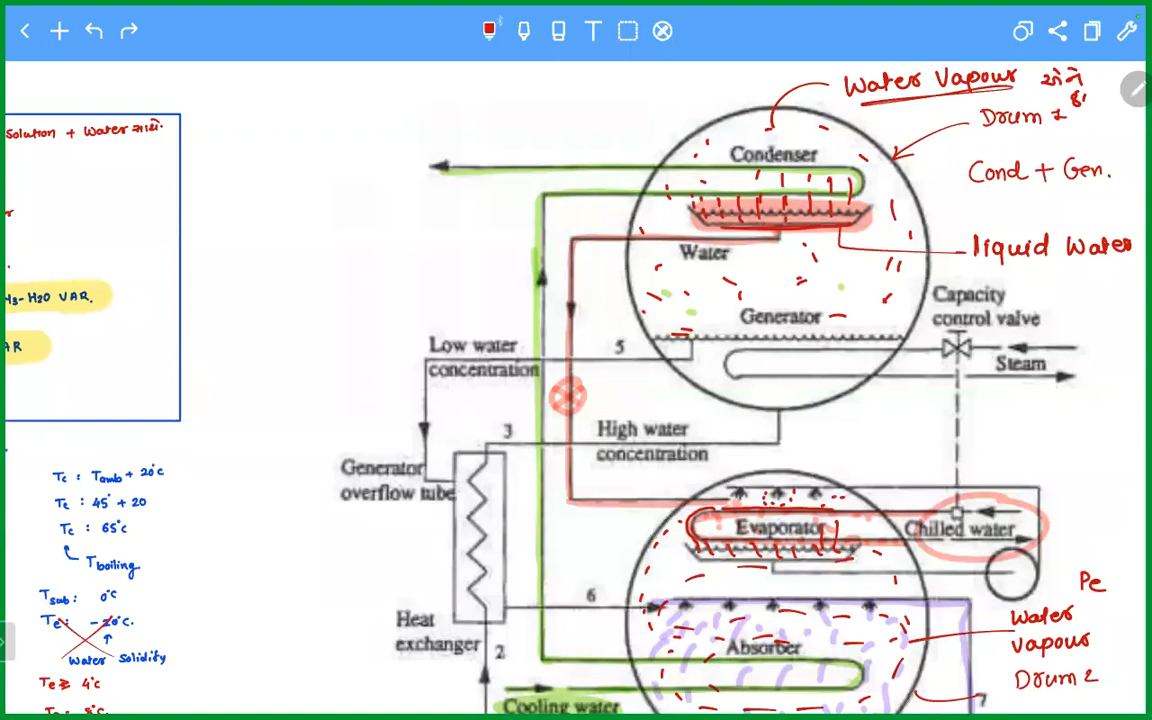 Solution + Water
H3-H2O VAR.
AR
Tc : Tamb + 20°c
Tc : 45° + 20
Tc : 65°c
Tboiling
Tsub : 0°c
Te : -20°c.
Water Solidify
Te ≥ 4°c
Water Vapour
Drum 1
Cond + Gen.
liquid Water
Condenser
Water
Generator
Capacity
control valve
Steam
Low water
concentration
5
3
High water
concentration
Generator
overflow tube
Evaporator
Chilled water
Pe
6
Heat
exchanger
2
Absorber
Water
Vapour
Drum 2
7
Cooling water